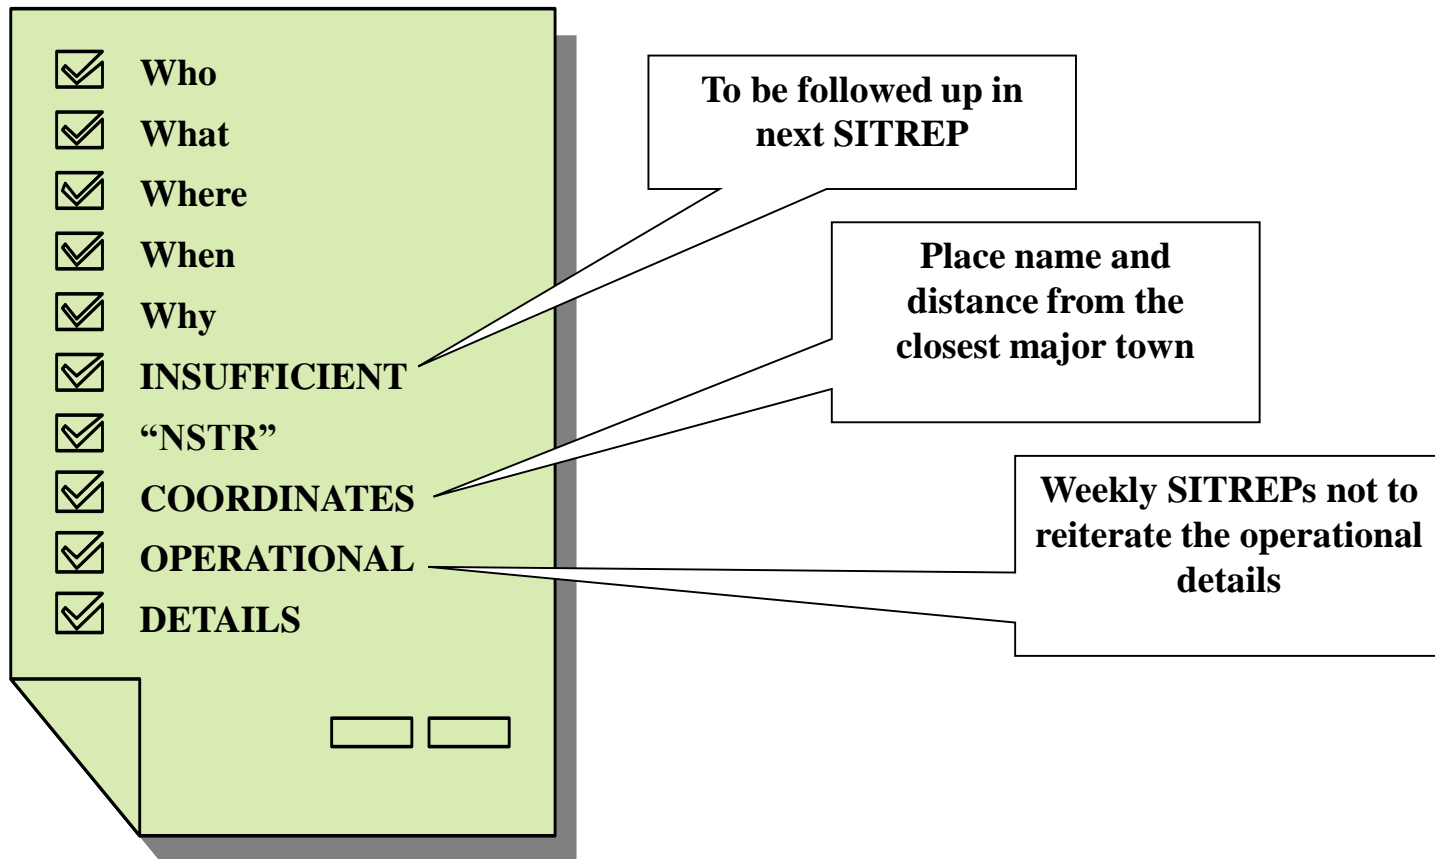 Who
What
Where
When
Why
INSUFFICIENT
“NSTR”
COORDINATES
OPERATIONAL
DETAILS
To be followed up in
next SITREP
Place name and
distance from the
closest major town
Weekly SITREPs not to
reiterate the operational
details